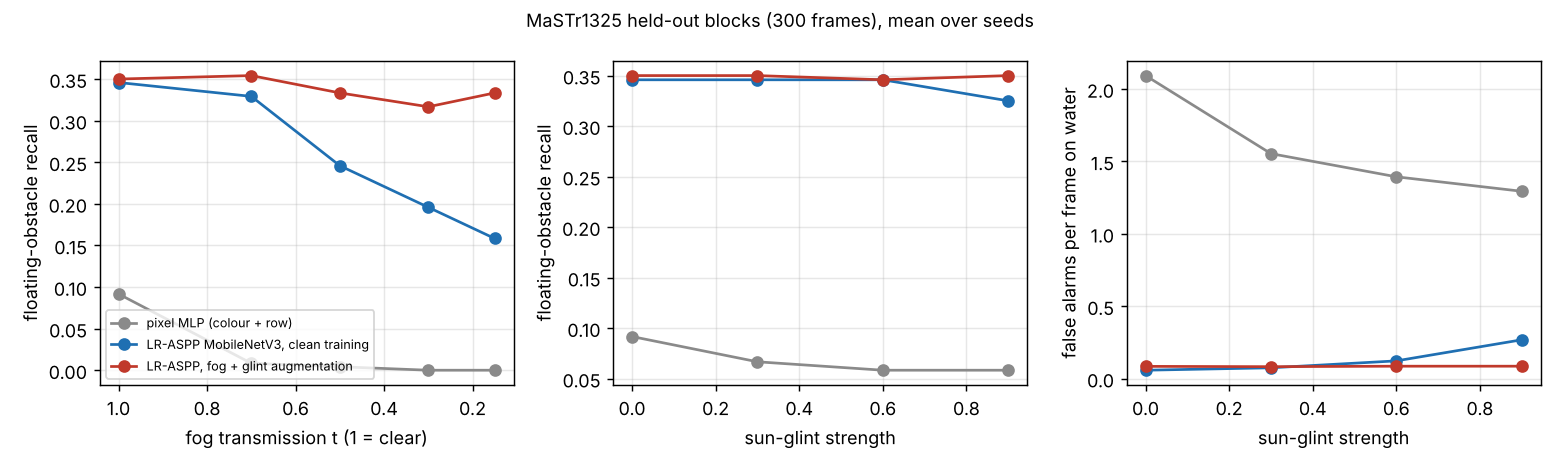 MaSTr1325 held-out blocks (300 frames), mean over seeds
floating-obstacle recall
0.35
0.30
0.25
0.20
0.15
0.10
0.05
0.00
pixel MLP (colour + row)
LR-ASPP MobileNetV3, clean training
LR-ASPP, fog + glint augmentation
1.0 0.8 0.6 0.4 0.2
fog transmission t (1 = clear)
floating-obstacle recall
0.35
0.30
0.25
0.20
0.15
0.10
0.05
0.0 0.2 0.4 0.6 0.8
sun-glint strength
false alarms per frame on water
2.0
1.5
1.0
0.5
0.0
0.0 0.2 0.4 0.6 0.8
sun-glint strength